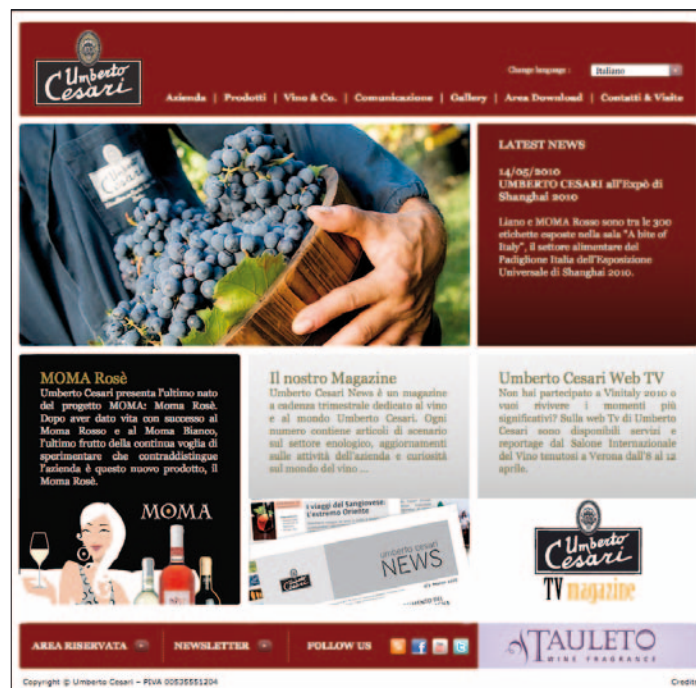 Umberto
Cesari
Change language :
Italiano
Azienda | Prodotti | Vino & Co. | Comunicazione | Gallery | Area Download | Contatti & Visite
Umberto
Cesari
LATEST NEWS
14/05/2010
UMBERTO CESARI all'Expò di
Shanghai 2010
Liano e MOMA Rosso sono tra le 300
etichette esposte nella sala "A bite of
Italy", il settore alimentare del
Padiglione Italia dell'Esposizione
Universale di Shanghai 2010.
MOMA Rosè
Umberto Cesari presenta l'ultimo nato
del progetto MOMA: Moma Rosè.
Dopo aver dato vita con successo al
Moma Rosso e al Moma Bianco,
l'ultimo frutto della continua voglia di
sperimentare che contraddistingue
l'azienda è questo nuovo prodotto, il
Moma Rosè.
MOMA
Il nostro Magazine
Umberto Cesari News è un magazine
a cadenza trimestrale dedicato al vino
e al mondo Umberto Cesari. Ogni
numero contiene articoli di scenario
sul settore enologico, aggiornamenti
sulle attività dell'azienda e curiosità
sul mondo del vino ...
I viaggi del Sangiovese:
L'estremo Oriente
umberto cesari
NEWS
Umberto Cesari Web TV
Non hai partecipato a Vinitaly 2010 o
vuoi rivivere i momenti più
significativi? Sulla web Tv di Umberto
Cesari sono disponibili servizi e
reportage dal Salone Internazionale
del Vino tenutosi a Verona dall'8 al 12
aprile.
Umberto
Cesari
TV magazine
AREA RISERVATA | NEWSLETTER | FOLLOW US
TAULETO
WINE FRAGRANCE
Copyright © Umberto Cesari – PIVA 00535551204
Credits